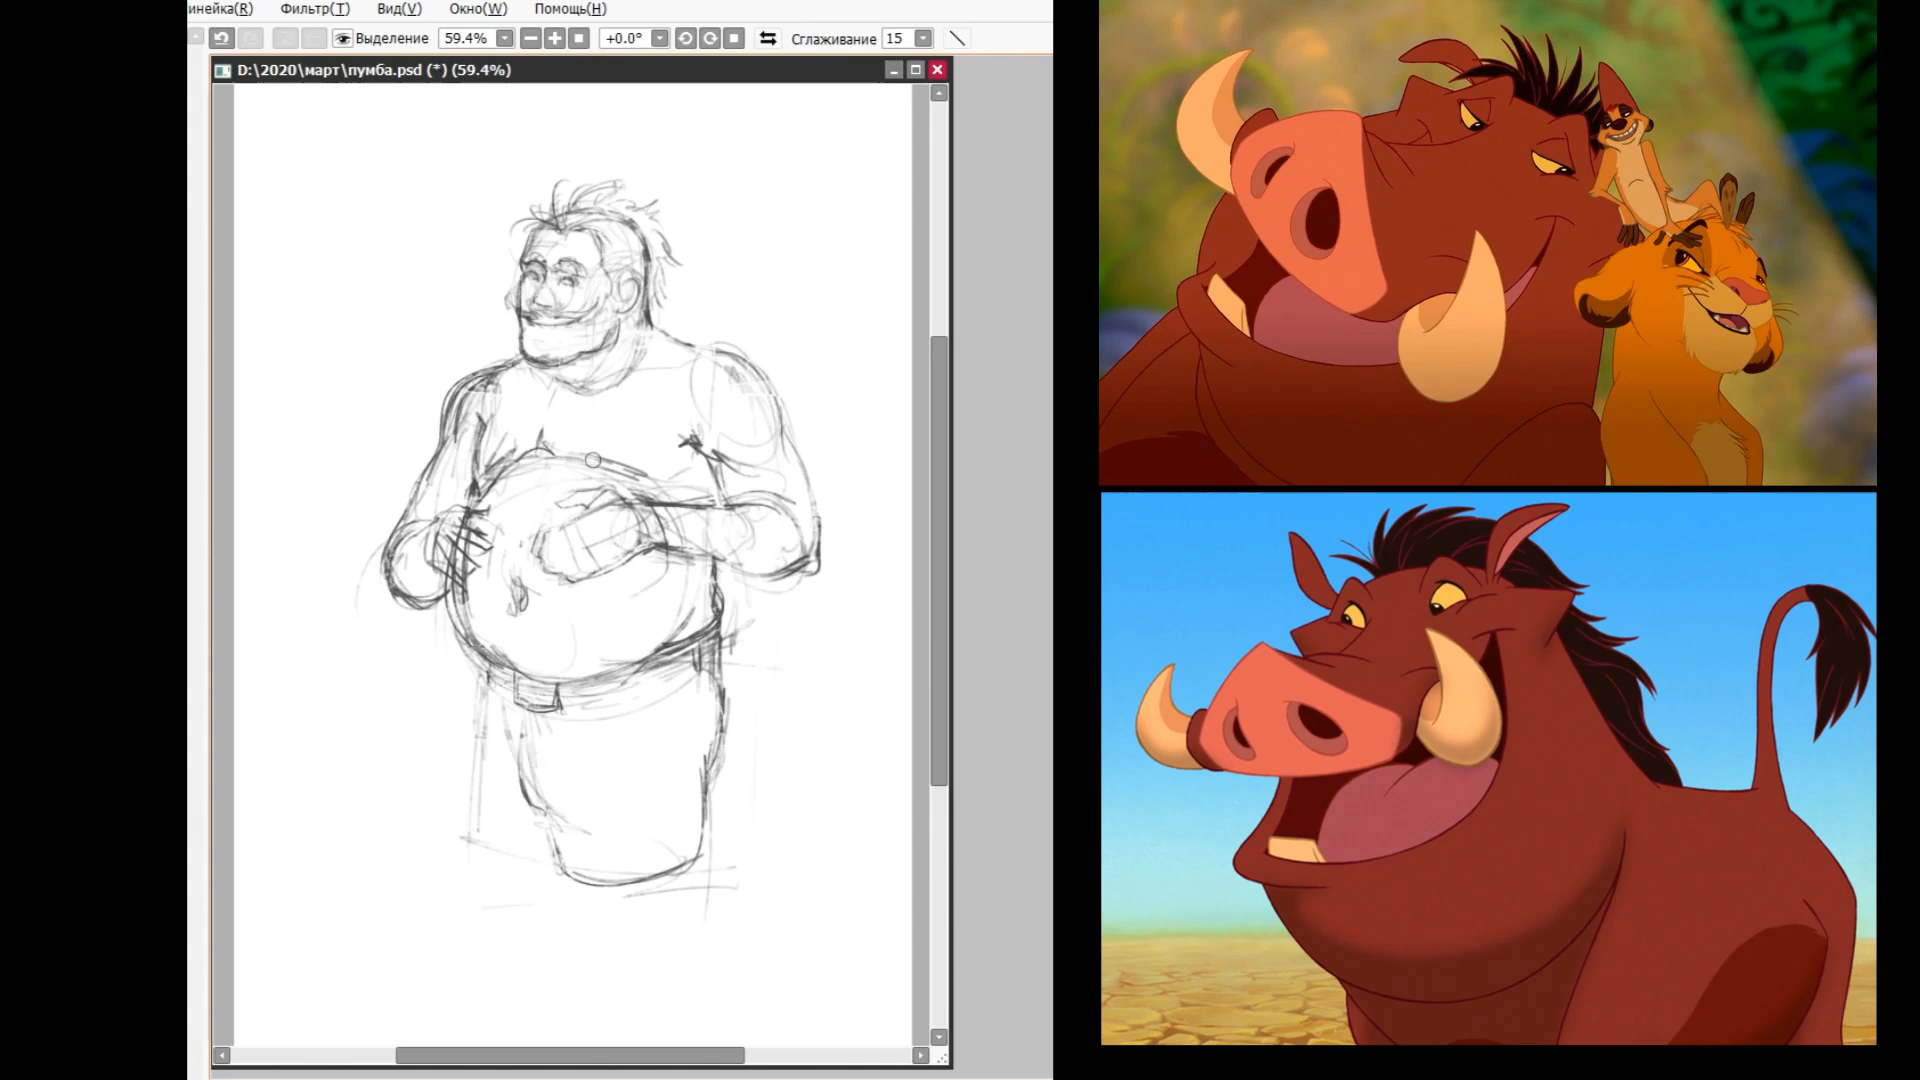 инейка(R) Фильтр(T) Вид(V) Окно(W) Помощь(H)
Выделение 59.4% +0.0° Сглаживание 15
D:\2020\март\пумба.psd (*) (59.4%)